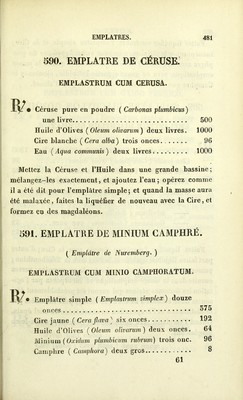 EMPLATRES. 481
590. EMPLATRE DE CÉRUSE.
EMPLASTRUM CUM CERUSA.
℞. Céruse pure en poudre (Carbonas plumbicus)
une livre........................ 500
Huile d'Olives (Oleum olivarum) deux livres. 1000
Cire blanche (Cera alba) trois onces....... 96
Eau (Aqua communis) deux livres......... 1000
Mettez la Céruse et l'Huile dans une grande bassine;
mélangez-les exactement, et ajoutez l'eau; opérez comme
il a été dit pour l'emplâtre simple; et quand la masse aura
été malaxée, faites la liquéfier de nouveau avec la Cire, et
formez en des magdaléons.
591. EMPLATRE DE MINIUM CAMPHRÉ.
( Emplâtre de Nuremberg. )
EMPLASTRUM CUM MINIO CAMPHORATUM.
℞. Emplâtre simple (Emplastrum simplex) douze
onces............................ 375
Cire jaune (Cera flava) six onces.......... 192
Huile d'Olives (Oleum olivarum) deux onces. 64
Minium (Oxidum plumbicum rubrum) trois onc. 96
Camphre (Camphora) deux gros........... 8
61